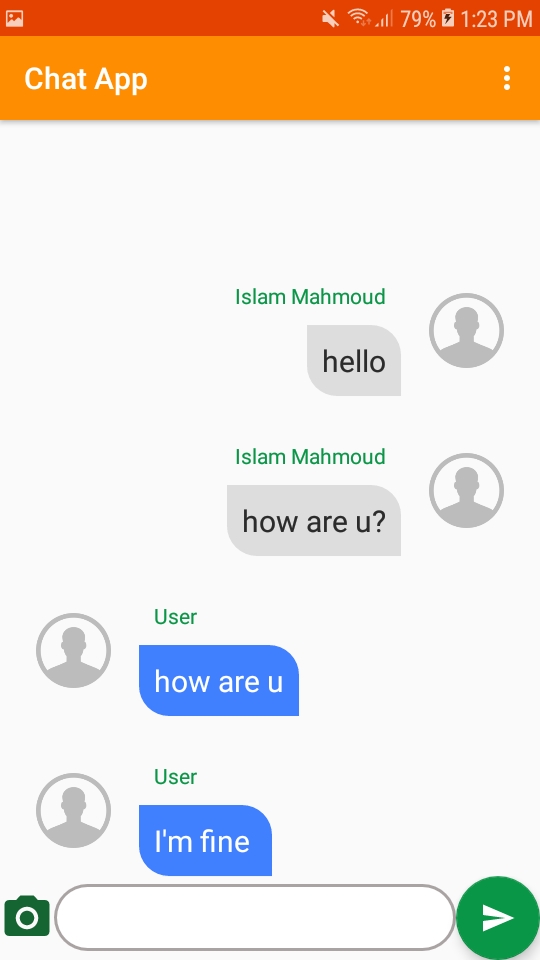 79% 1:23 PM
Chat App
Islam Mahmoud
hello
Islam Mahmoud
how are u?
User
how are u
User
I'm fine